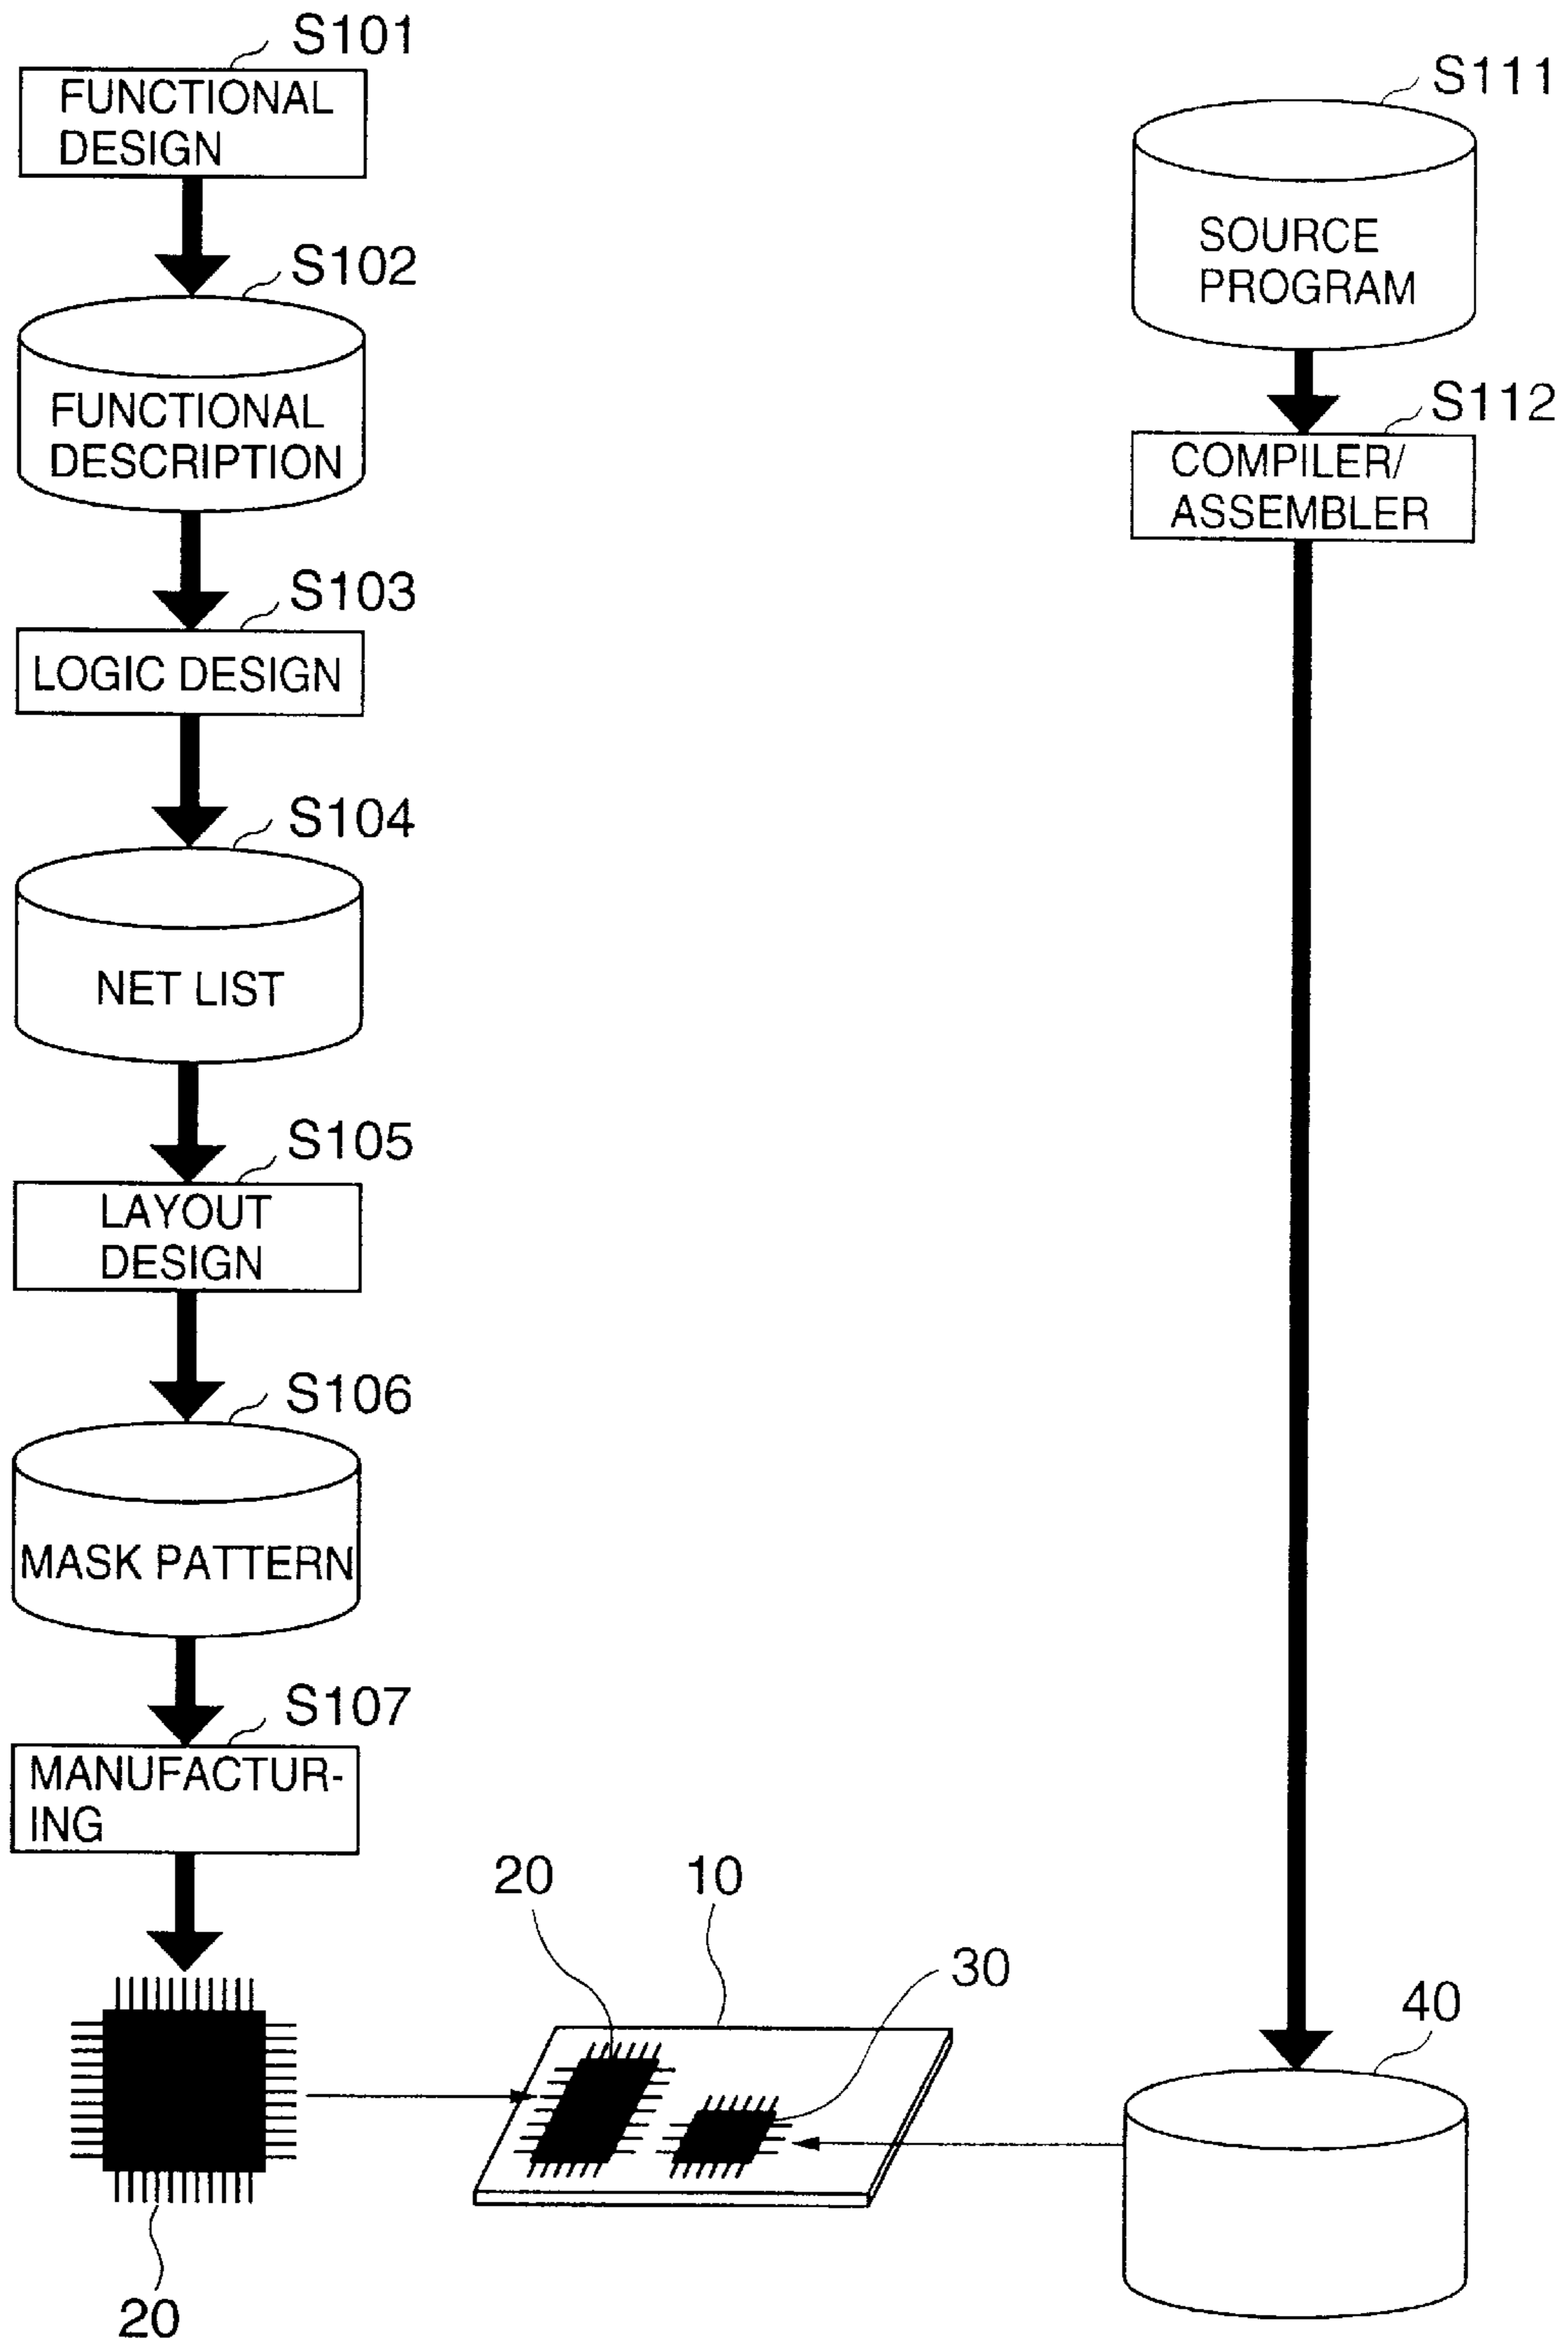 S101
FUNCTIONAL
DESIGN
S102
FUNCTIONAL
DESCRIPTION
S103
LOGIC DESIGN
S104
NET LIST
S105
LAYOUT
DESIGN
S106
MASK PATTERN
S107
MANUFACTUR-
ING
20
20
10
30
S111
SOURCE
PROGRAM
S112
COMPILER/
ASSEMBLER
40